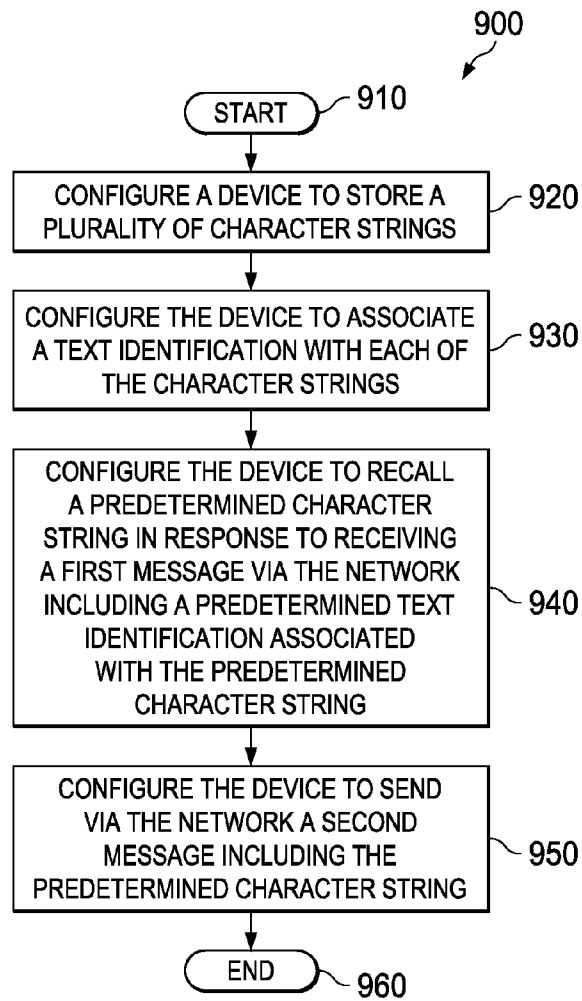 900
START
910
CONFIGURE A DEVICE TO STORE A
PLURALITY OF CHARACTER STRINGS
920
CONFIGURE THE DEVICE TO ASSOCIATE
A TEXT IDENTIFICATION WITH EACH OF
THE CHARACTER STRINGS
930
CONFIGURE THE DEVICE TO RECALL
A PREDETERMINED CHARACTER
STRING IN RESPONSE TO RECEIVING
A FIRST MESSAGE VIA THE NETWORK
INCLUDING A PREDETERMINED TEXT
IDENTIFICATION ASSOCIATED
WITH THE PREDETERMINED
CHARACTER STRING
940
CONFIGURE THE DEVICE TO SEND
VIA THE NETWORK A SECOND
MESSAGE INCLUDING THE
PREDETERMINED CHARACTER STRING
950
END
960